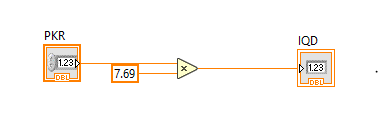 PKR
IQD
1.23
DBL
7.69
×
1.23
DBL